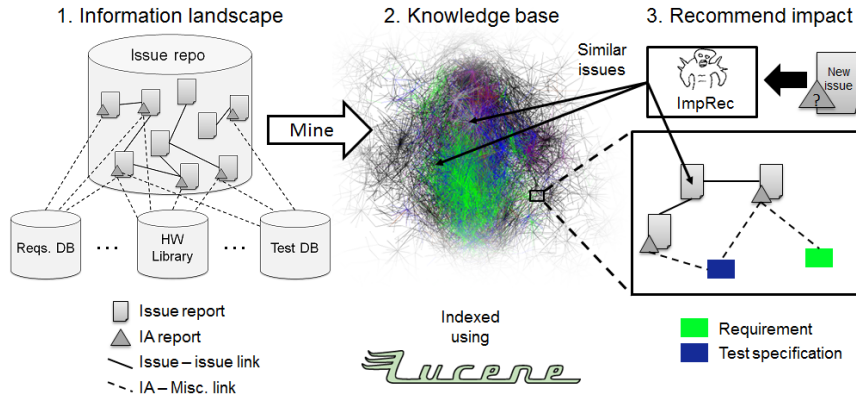 1. Information landscape
2. Knowledge base
3. Recommend impact
Issue repo
Similar
issues
ImpRec
New
issue
?
Mine
Reqs. DB
...
HW
Library
...
Test DB
Issue report
IA report
Issue – issue link
IA – Misc. link
Indexed
using
Lucene
Requirement
Test specification